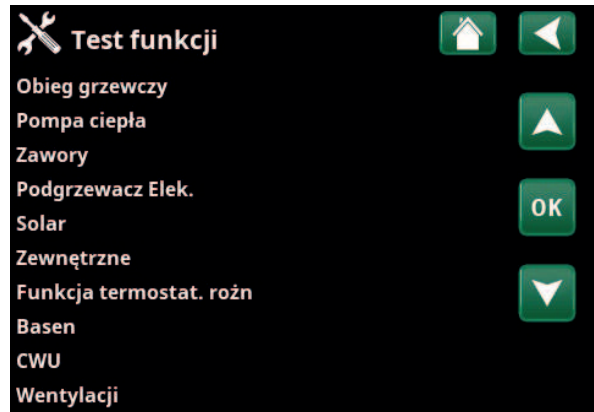 Test funkcji
Obieg grzewczy
Pompa ciepła
Zawory
Podgrzewacz Elek.
OK
Solar
Zewnętrzne
Funkcja termostat. rożn
Basen
CWU
Wentylacji